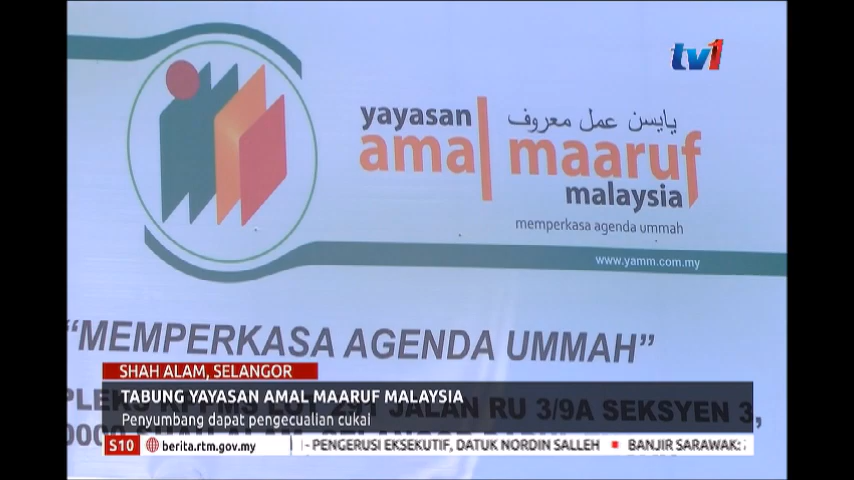 tv1
yayasan
يايسن عمل معروف
amal maaruf
malaysia
memperkasa agenda ummah
www.yamm.com.my
“MEMPERKASA AGENDA UMMAH”
SHAH ALAM, SELANGOR
TABUNG YAYASAN AMAL MAARUF MALAYSIA
JALAN RU 3/9A SEKSYEN 3,
Penyumbang dapat pengecualian cukai
S10 berita.rtm.gov.my - PENGERUSI EKSEKUTIF, DATUK NORDIN SALLEH ▪ BANJIR SARAWAK: